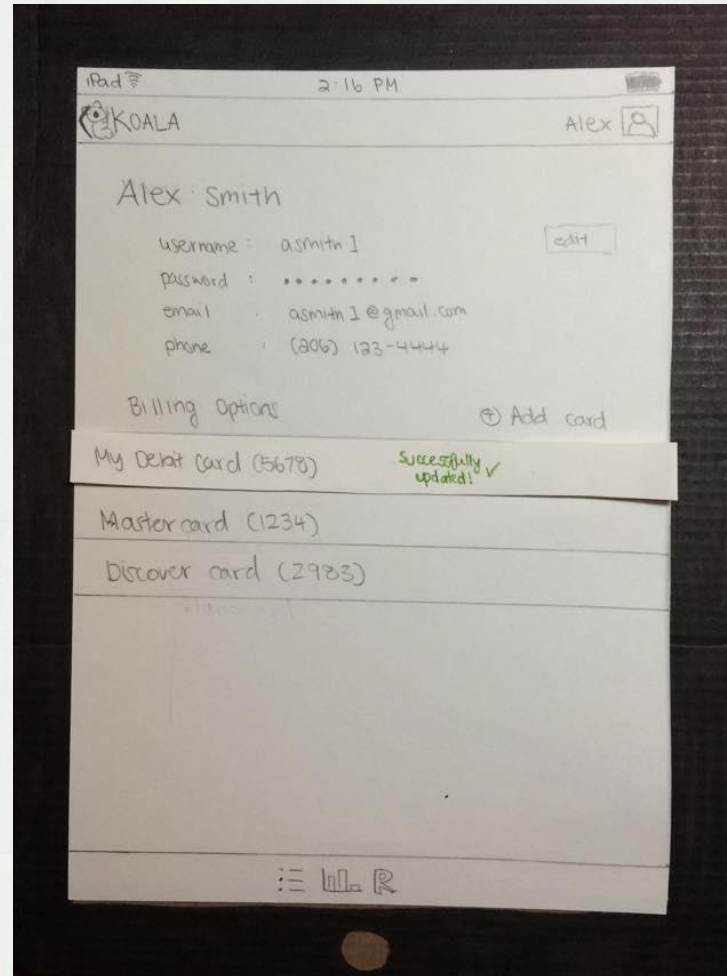 iPad 2:16 PM
KOALA Alex
Alex Smith
username : asmith1 edit
password : • • • • • • • • •
email : asmith1@gmail.com
phone : (206) 123-4444
Billing Options + Add card
My Debit Card (5678) Successfully updated! ✓
Mastercard (1234)
Discover card (2983)
R